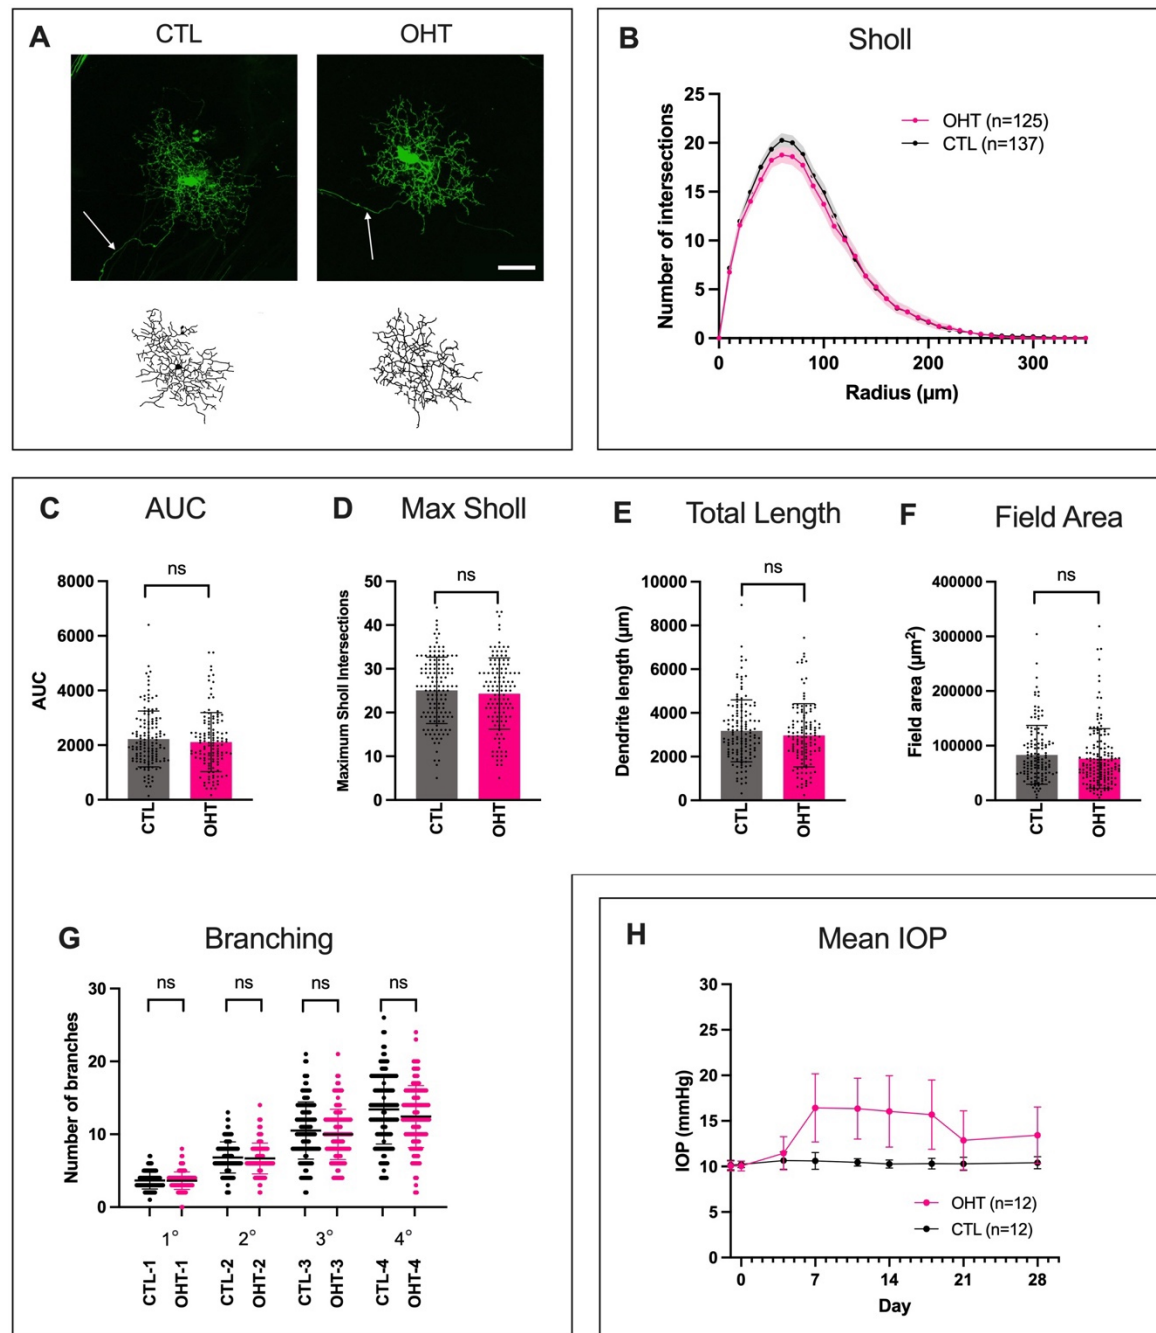 A
CTL
OHT
B
Sholl
Number of intersections
25
20
15
10
5
0
OHT (n=125)
CTL (n=137)
0
100
200
300
Radius (µm)
C
AUC
ns
AUC
8000
6000
4000
2000
0
CTL
OHT
D
Max Sholl
ns
Maximum Sholl Intersections
50
40
30
20
10
0
CTL
OHT
E
Total Length
ns
Dendrite length (µm)
10000
8000
6000
4000
2000
0
CTL
OHT
F
Field Area
ns
Field area (µm²)
400000
300000
200000
100000
0
CTL
OHT
G
Branching
ns
ns
ns
ns
Number of branches
30
20
10
0
1°
2°
3°
4°
CTL-1
OHT-1
CTL-2
OHT-2
CTL-3
OHT-3
CTL-4
OHT-4
H
Mean IOP
IOP (mmHg)
30
25
20
15
10
5
0
OHT (n=12)
CTL (n=12)
0
7
14
21
28
Day